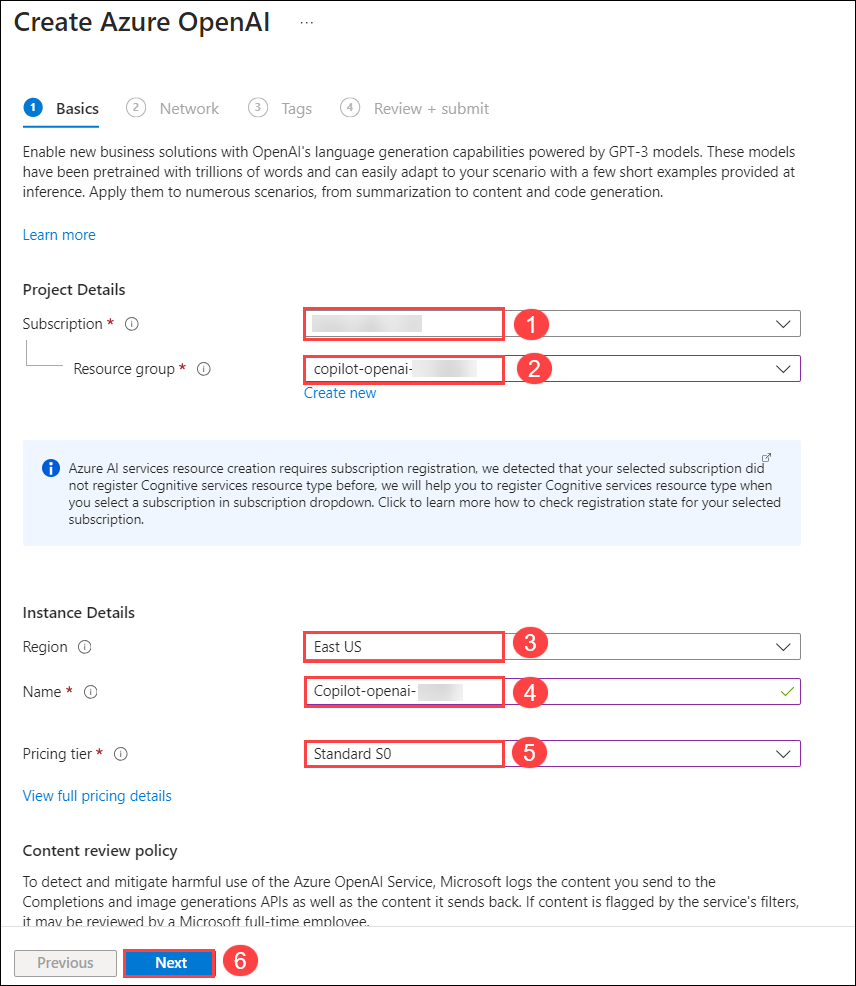 Create Azure OpenAI ...
1 Basics 2 Network 3 Tags 4 Review + submit
Enable new business solutions with OpenAI's language generation capabilities powered by GPT-3 models. These models
have been pretrained with trillions of words and can easily adapt to your scenario with a few short examples provided at
inference. Apply them to numerous scenarios, from summarization to content and code generation.
Learn more
Project Details
Subscription * 1
Resource group * copilot-openai- 2
Create new
Azure AI services resource creation requires subscription registration, we detected that your selected subscription did
not register Cognitive services resource type before, we will help you to register Cognitive services resource type when
you select a subscription in subscription dropdown. Click to learn more how to check registration state for your selected
subscription.
Instance Details
Region East US 3
Name * Copilot-openai- 4
Pricing tier * Standard S0 5
View full pricing details
Content review policy
To detect and mitigate harmful use of the Azure OpenAI Service, Microsoft logs the content you send to the
Completions and image generations APIs as well as the content it sends back. If content is flagged by the service's filters,
it may be reviewed by a Microsoft full-time employee.
Previous Next 6